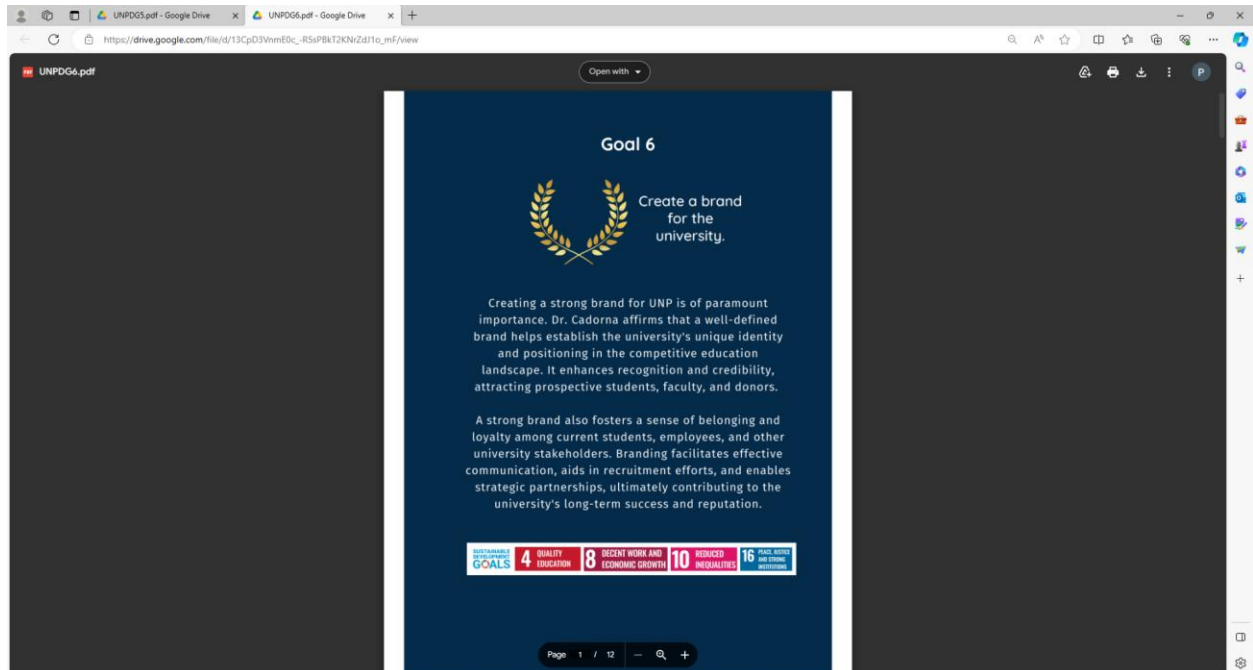 UNPDG5.pdf - Google Drive
UNPDG6.pdf - Google Drive
UNPDG6.pdf
Open with
P
Goal 6
Create a brand
for the
university.
Creating a strong brand for UNP is of paramount
importance. Dr. Cadorna affirms that a well-defined
brand helps establish the university's unique identity
and positioning in the competitive education
landscape. It enhances recognition and credibility,
attracting prospective students, faculty, and donors.
A strong brand also fosters a sense of belonging and
loyalty among current students, employees, and other
university stakeholders. Branding facilitates effective
communication, aids in recruitment efforts, and enables
strategic partnerships, ultimately contributing to the
university's long-term success and reputation.
SUSTAINABLE
DEVELOPMENT
GOALS
4 QUALITY
EDUCATION
8 DECENT WORK AND
ECONOMIC GROWTH
10 REDUCED
INEQUALITIES
16 PEACE, JUSTICE
AND STRONG
INSTITUTIONS
Page 1 / 12